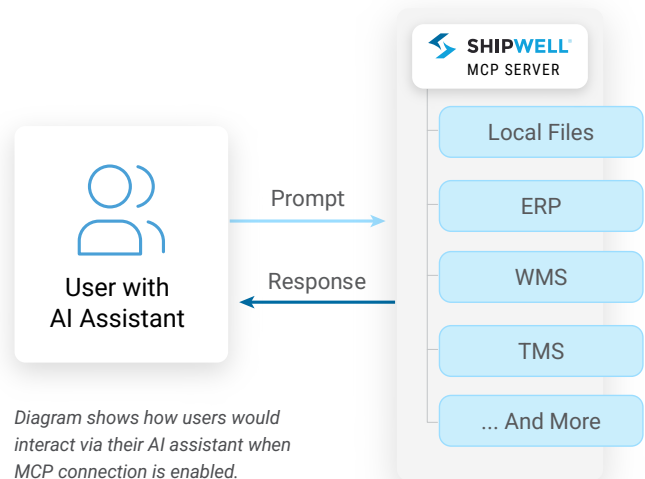 SHIPWELL
MCP SERVER
Local Files
ERP
WMS
TMS
... And More
Prompt
Response
User with
AI Assistant
Diagram shows how users would
interact via their AI assistant when
MCP connection is enabled.